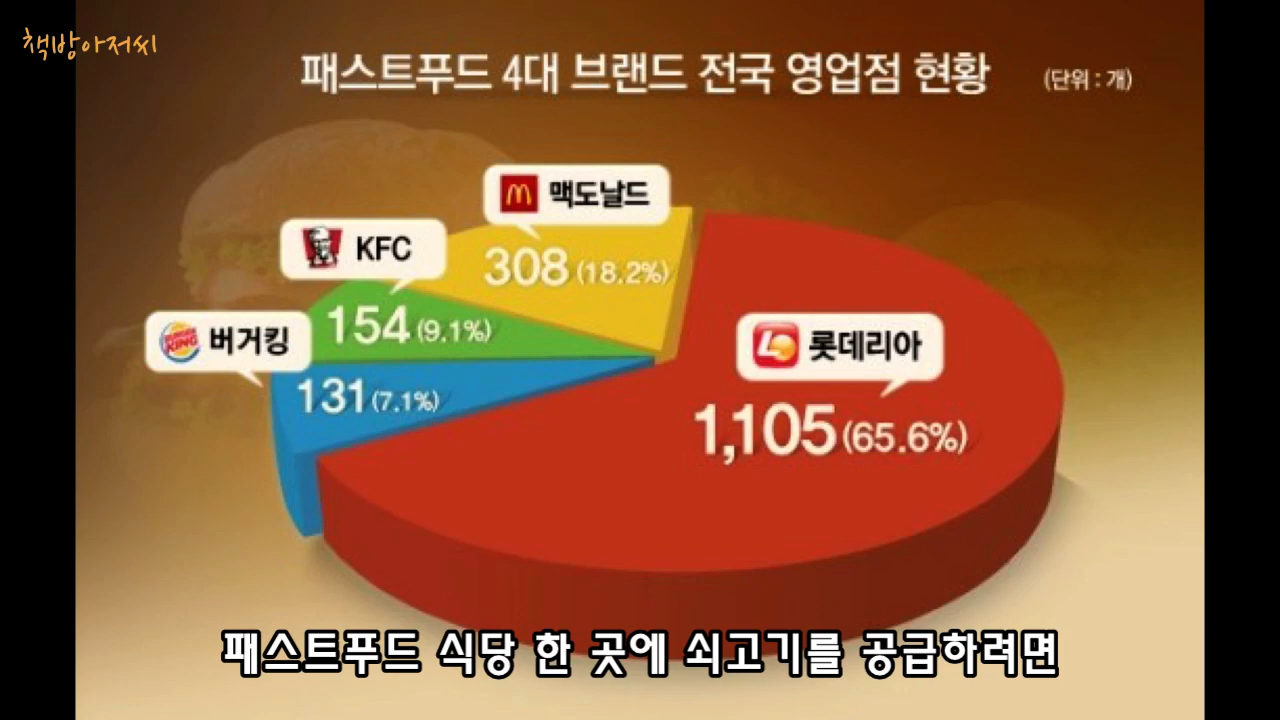 책방아저씨
패스트푸드 4대 브랜드 전국 영업점 현황 (단위 : 개)
맥도날드
308 (18.2%)
KFC
154 (9.1%)
버거킹
BURGER KING
131 (7.1%)
롯데리아
1,105 (65.6%)
패스트푸드 식당 한 곳에 쇠고기를 공급하려면